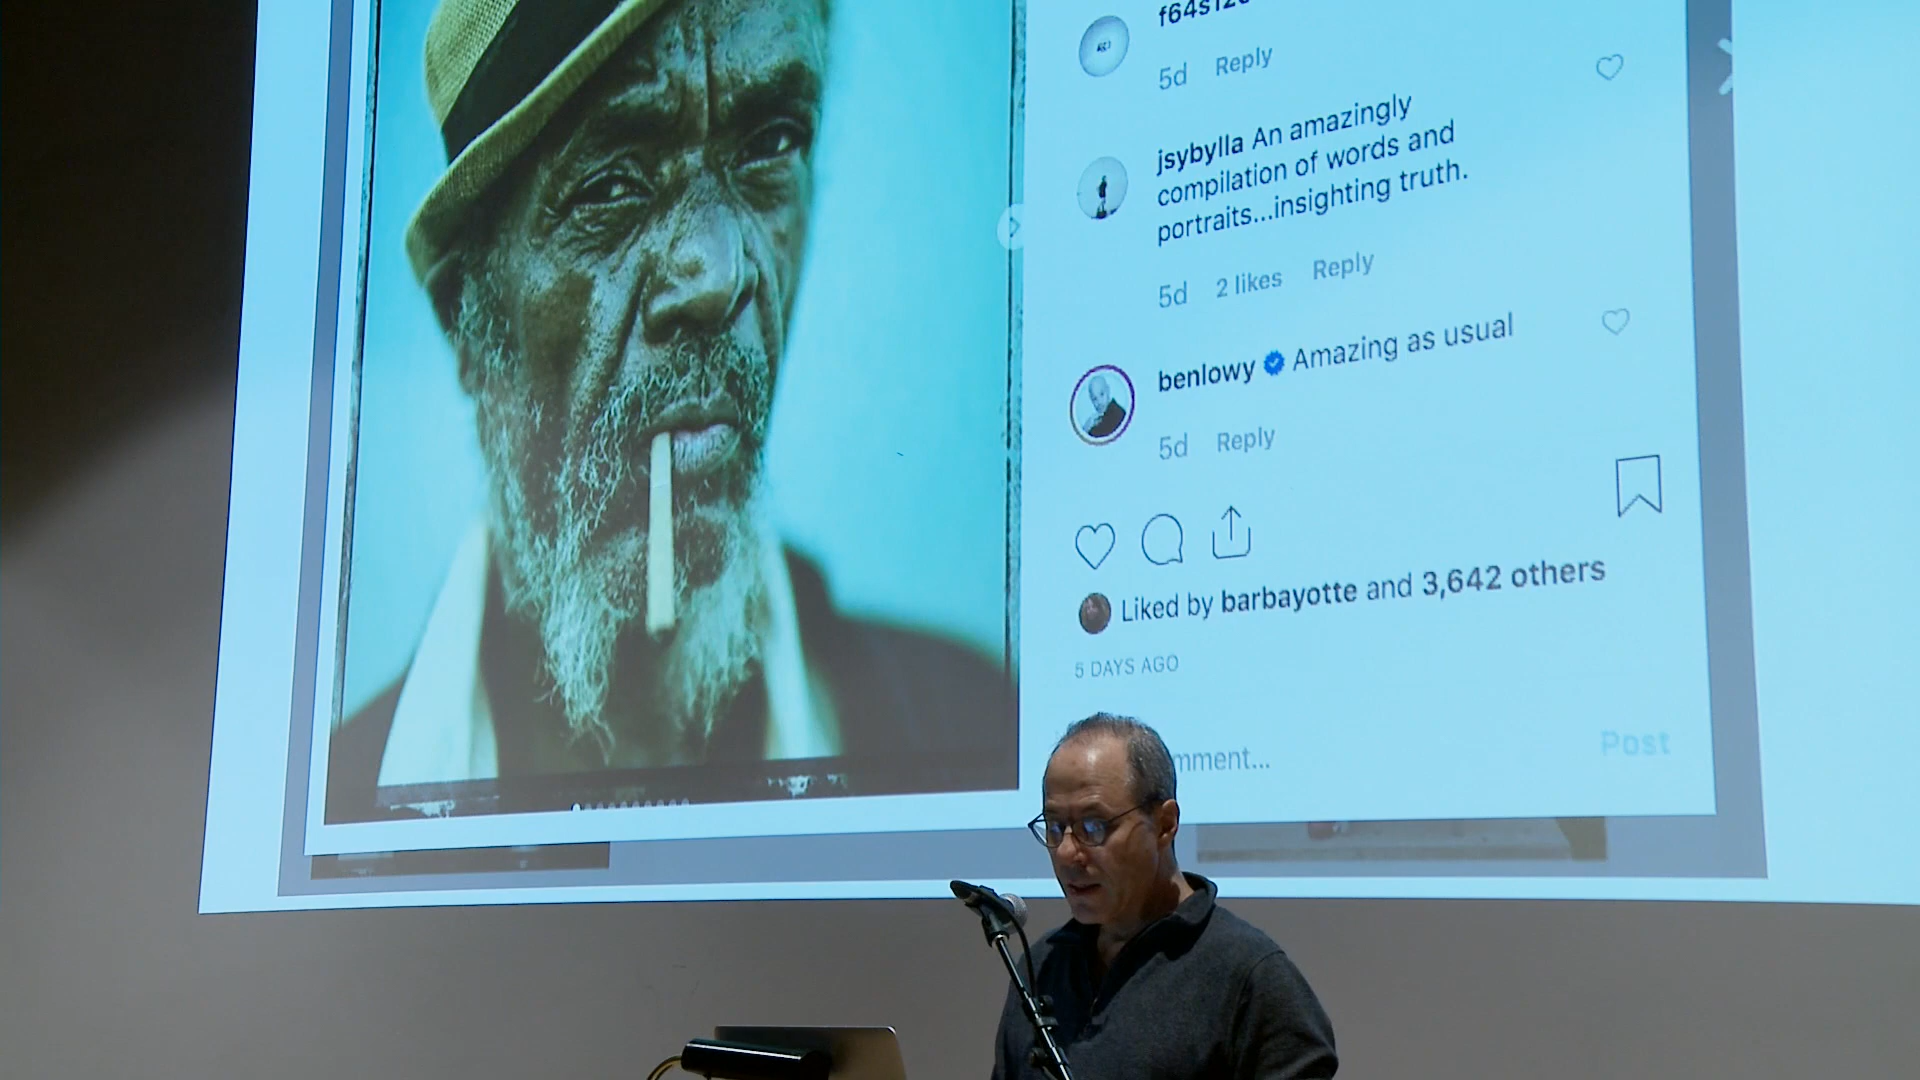 5d Reply
jsybylla An amazingly
compilation of words and
portraits...insighting truth.
5d 2 likes Reply
benlowy Amazing as usual
5d Reply
Liked by barbayotte and 3,642 others
5 DAYS AGO
Post